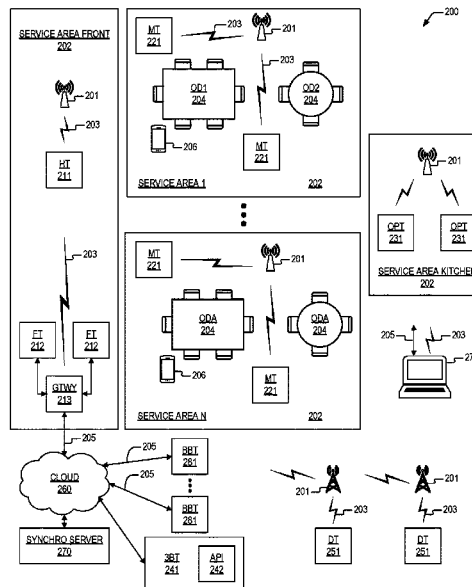 200
SERVICE AREA FRONT
202
201
203
HT
211
203
FT
212
FT
212
GTWY
213
205
MT
221
203
201
203
OD1
204
OD2
204
206
MT
221
SERVICE AREA 1
202
MT
221
201
ODA
204
ODA
204
206
MT
221
SERVICE AREA N
202
201
OPT
231
OPT
231
SERVICE AREA KITCHEN
202
205
203
CLOUD
260
205
205
BBT
261
BBT
261
SYNCHRO SERVER
270
3BT
241
API
242
201
201
203
203
DT
251
DT
251